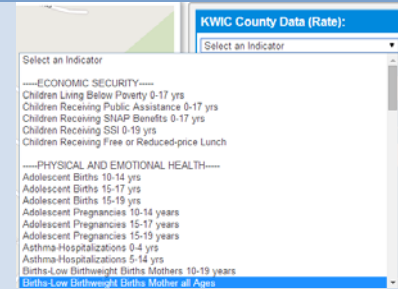 KWIC County Data (Rate):
Select an Indicator
Select an Indicator
-----ECONOMIC SECURITY-----
Children Living Below Poverty 0-17 yrs
Children Receiving Public Assistance 0-17 yrs
Children Receiving SNAP Benefits 0-17 yrs
Children Receiving SSI 0-19 yrs
Children Receiving Free or Reduced-price Lunch
-----PHYSICAL AND EMOTIONAL HEALTH-----
Adolescent Births 10-14 yrs
Adolescent Births 15-17 yrs
Adolescent Births 15-19 yrs
Adolescent Pregnancies 10-14 years
Adolescent Pregnancies 15-17 years
Adolescent Pregnancies 15-19 years
Asthma-Hospitalizations 0-4 yrs
Asthma-Hospitalizations 5-14 yrs
Births-Low Birthweight Births Mothers 10-19 years
Births-Low Birthweight Births Mother all Ages